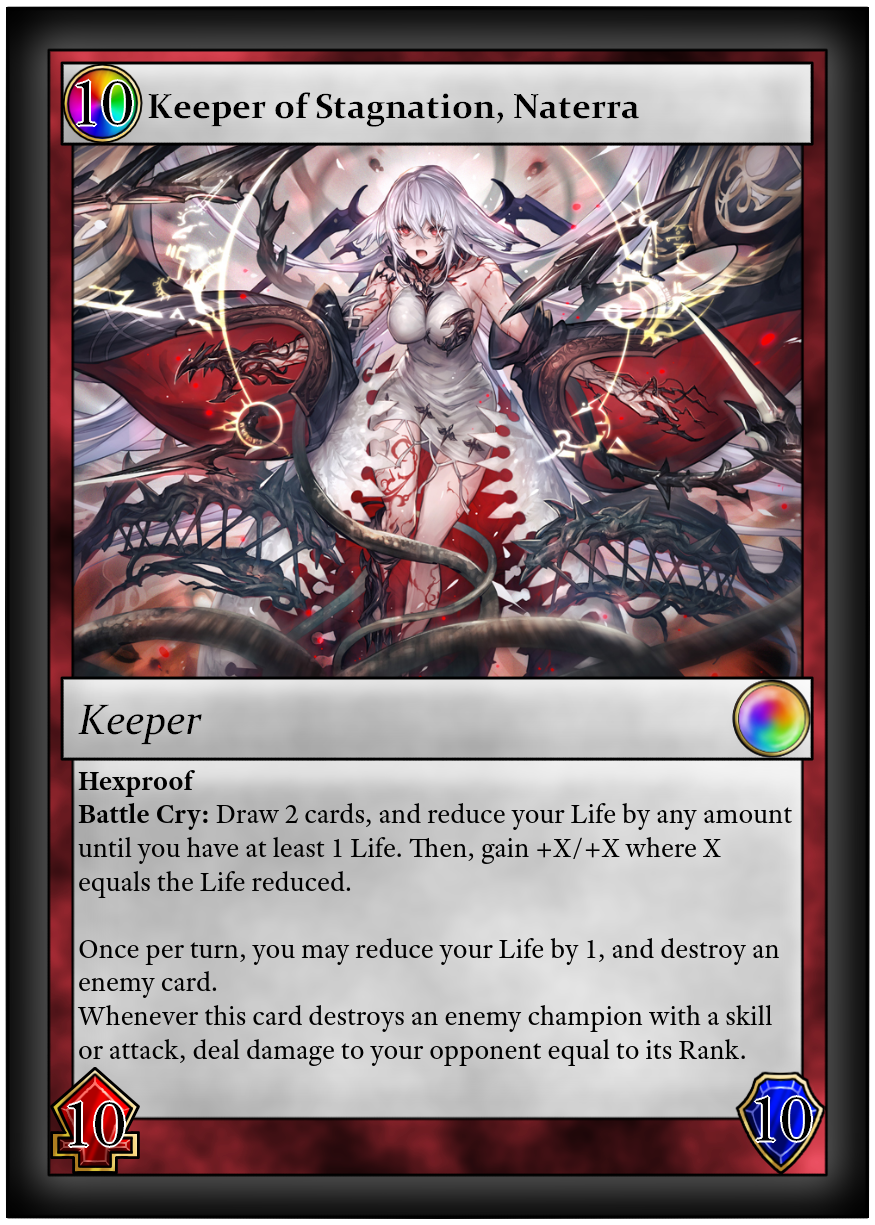 10 Keeper of Stagnation, Naterra
Keeper
Hexproof
Battle Cry: Draw 2 cards, and reduce your Life by any amount
until you have at least 1 Life. Then, gain +X/+X where X
equals the Life reduced.
Once per turn, you may reduce your Life by 1, and destroy an
enemy card.
Whenever this card destroys an enemy champion with a skill
or attack, deal damage to your opponent equal to its Rank.
10
10